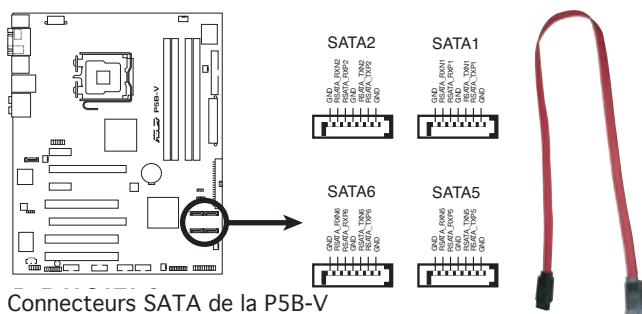 SATA2
SATA1
GND
RSATA_RXN2
RSATA_RXP2
GND
RSATA_TXN2
RSATA_TXP2
GND
GND
RSATA_RXN1
RSATA_RXP1
GND
RSATA_TXN1
RSATA_TXP1
GND
P5B-V
SATA6
SATA5
GND
RSATA_RXN6
RSATA_RXP6
GND
RSATA_TXN6
RSATA_TXP6
GND
GND
RSATA_RXN5
RSATA_RXP5
GND
RSATA_TXN5
RSATA_TXP5
GND
Connecteurs SATA de la P5B-V